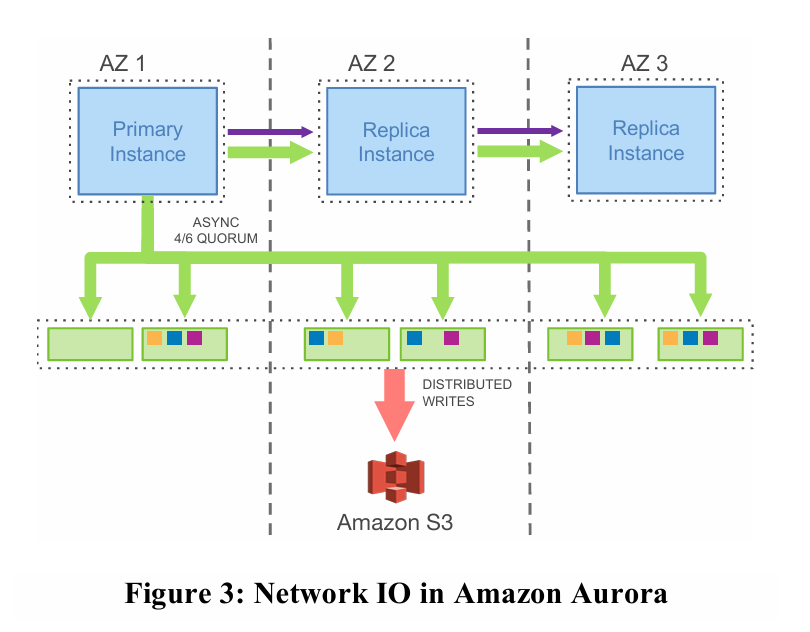 AZ 1
AZ 2
AZ 3
Primary
Instance
Replica
Instance
Replica
Instance
ASYNC
4/6 QUORUM
DISTRIBUTED
WRITES
Amazon S3
Figure 3: Network IO in Amazon Aurora